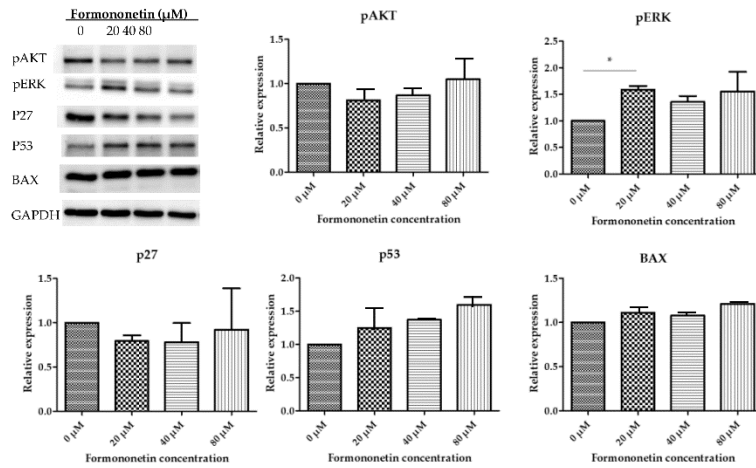 Formononetin (µM)
0 20 40 80
pAKT
pERK
P27
P53
BAX
GAPDH
pAKT
Relative expression
1.5
1.0
0.5
0.0
0 µM
20 µM
40 µM
80 µM
Formononetin concentration
pERK
Relative expression
2.0
1.5
1.0
0.5
0.0
*
0 µM
20 µM
40 µM
80 µM
Formononetin concentration
p27
Relative expression
1.5
1.0
0.5
0.0
0 µM
20 µM
40 µM
80 µM
Formononetin concentration
p53
Relative expression
2.0
1.5
1.0
0.5
0.0
0 µM
20 µM
40 µM
80 µM
Formononetin concentration
BAX
Relative expression
1.5
1.0
0.5
0.0
0 µM
20 µM
40 µM
80 µM
Formononetin concentration